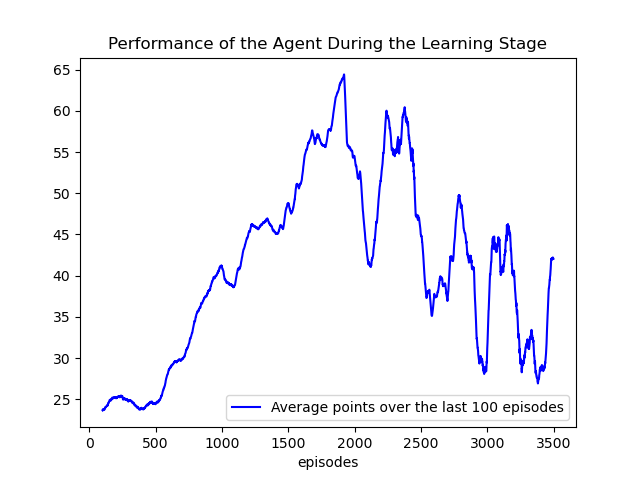 Performance of the Agent During the Learning Stage
65
60
55
50
45
40
35
30
25
Average points over the last 100 episodes
0 500 1000 1500 2000 2500 3000 3500
episodes